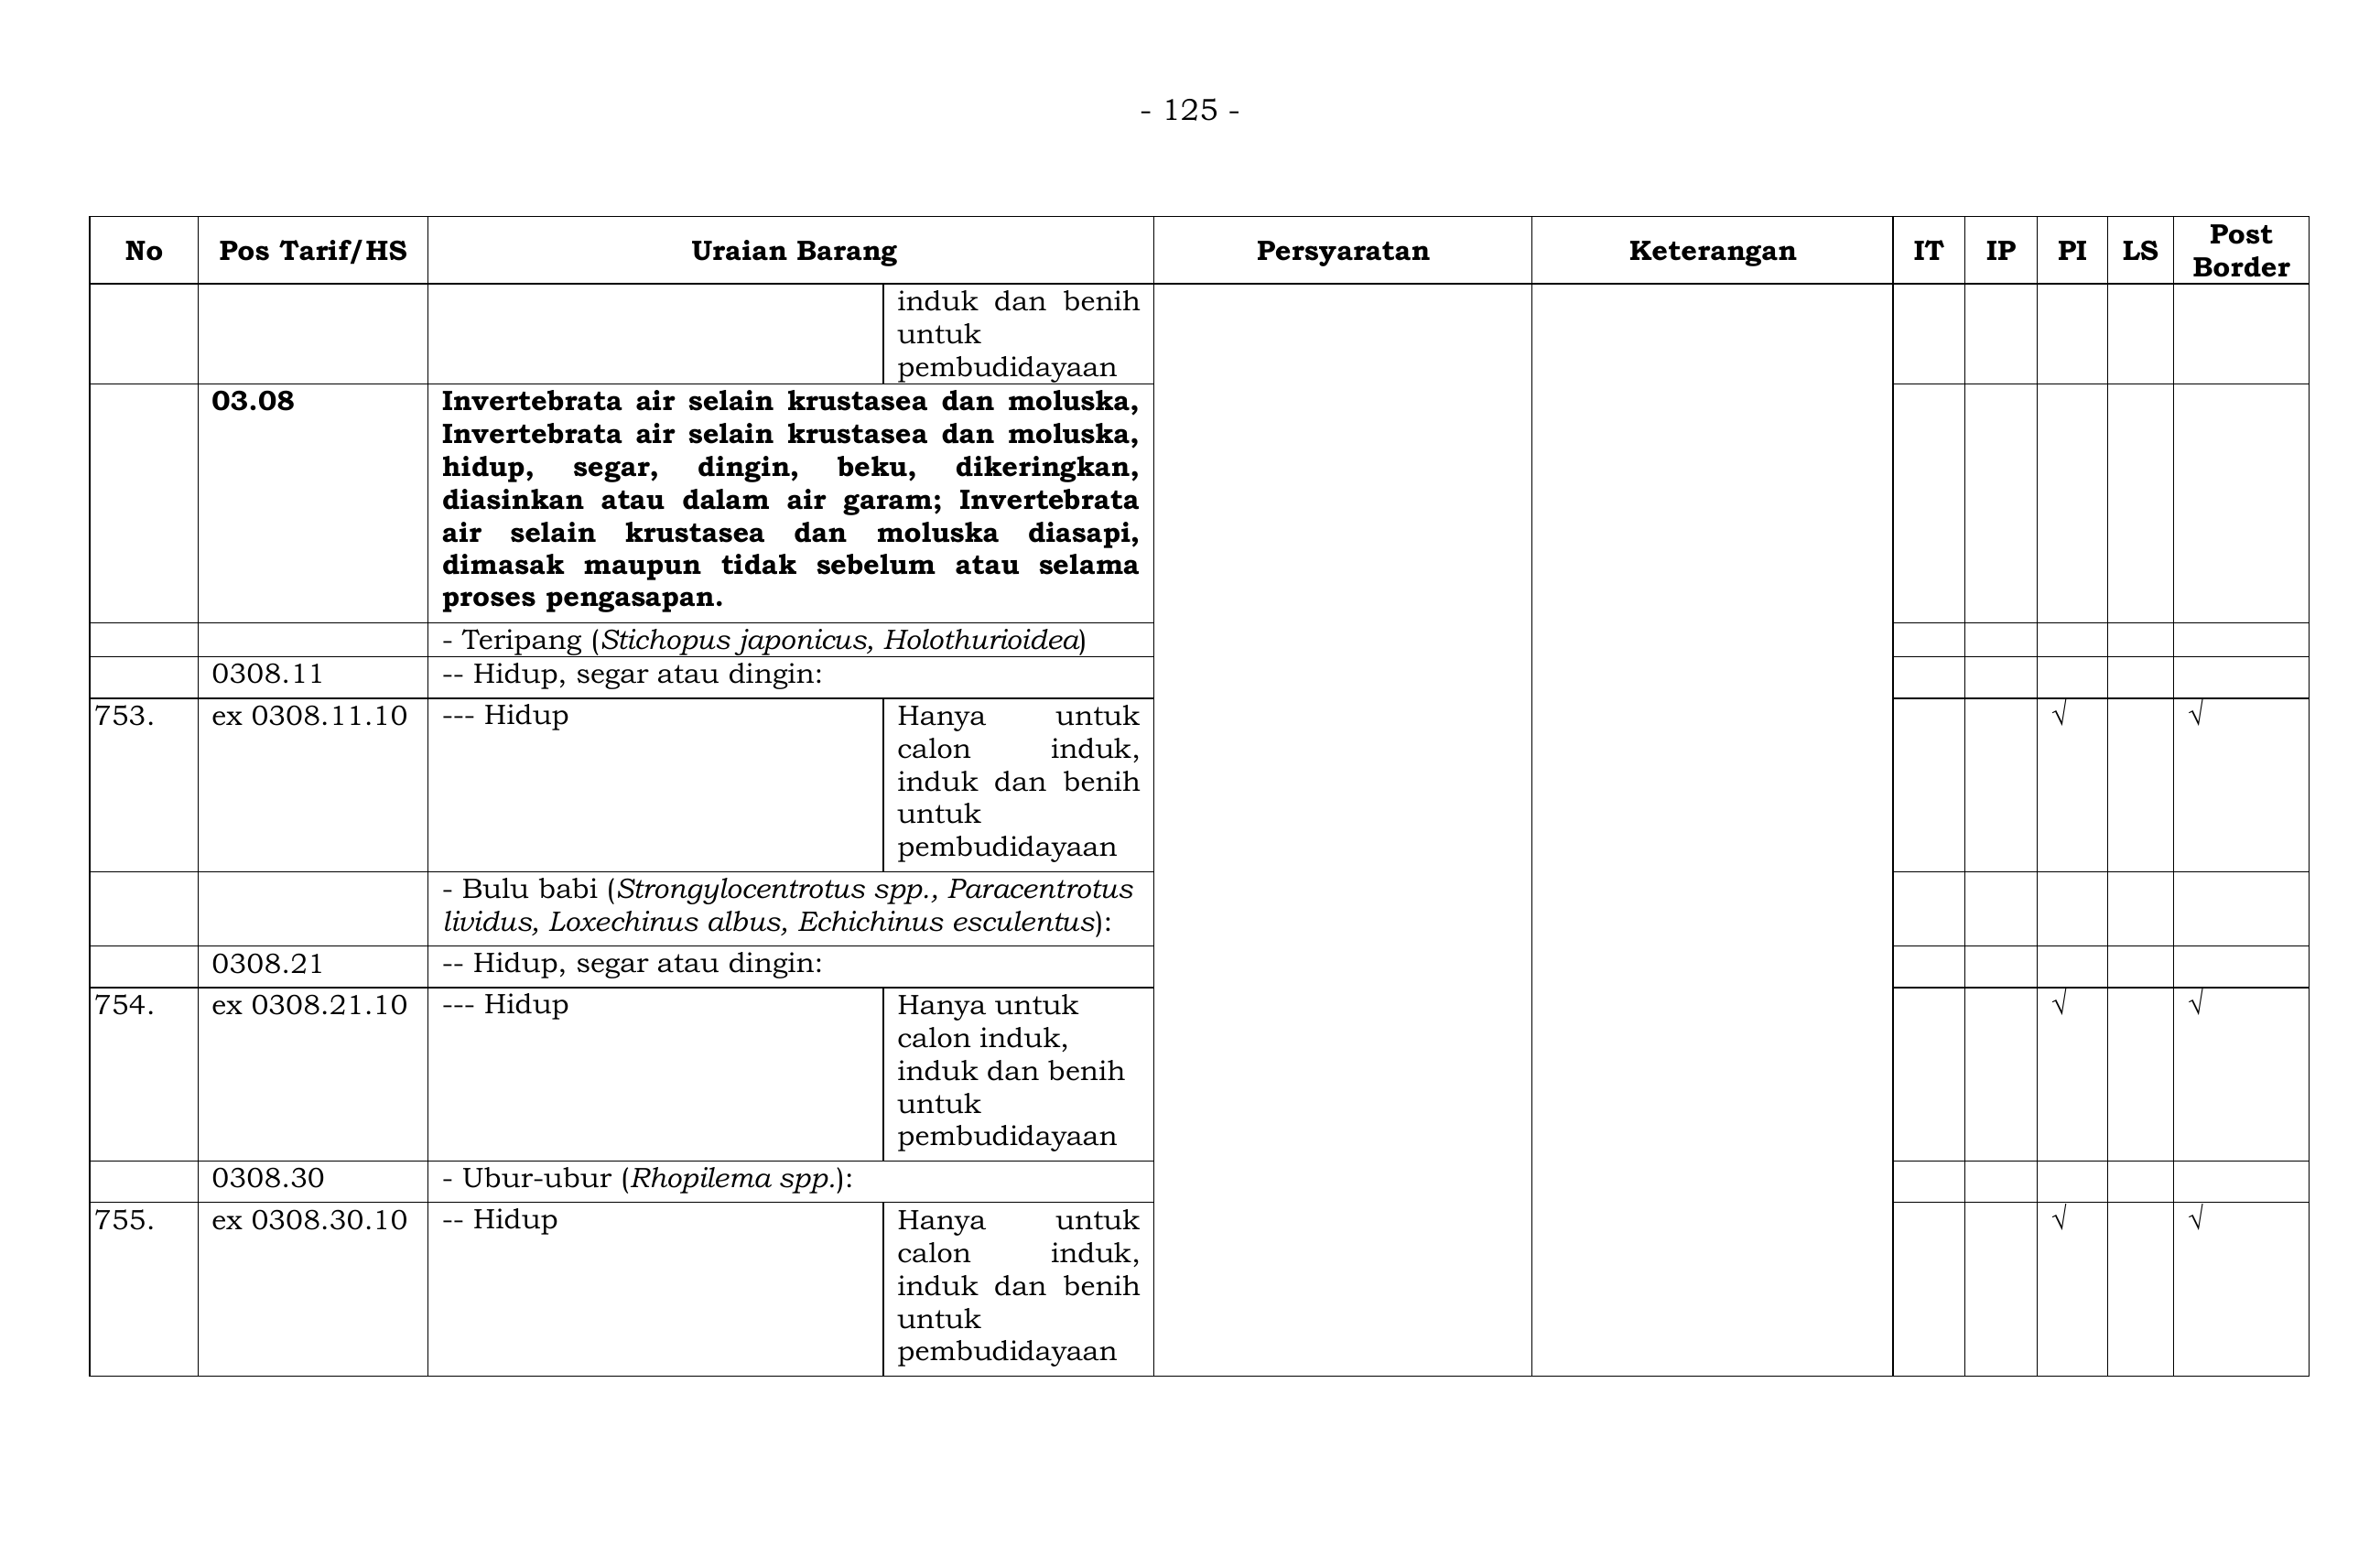 - 125 -
No Pos Tarif/HS Uraian Barang Persyaratan Keterangan IT IP PI LS Post Border
induk dan benih
untuk
pembudidayaan
03.08 Invertebrata air selain krustasea dan moluska,
Invertebrata air selain krustasea dan moluska,
hidup, segar, dingin, beku, dikeringkan,
diasinkan atau dalam air garam; Invertebrata
air selain krustasea dan moluska diasapi,
dimasak maupun tidak sebelum atau selama
proses pengasapan.
- Teripang (Stichopus japonicus, Holothurioidea)
0308.11 -- Hidup, segar atau dingin:
753. ex 0308.11.10 --- Hidup Hanya untuk √ √
calon induk,
induk dan benih
untuk
pembudidayaan
- Bulu babi (Strongylocentrotus spp., Paracentrotus
lividus, Loxechinus albus, Echichinus esculentus):
0308.21 -- Hidup, segar atau dingin:
754. ex 0308.21.10 --- Hidup Hanya untuk √ √
calon induk,
induk dan benih
untuk
pembudidayaan
0308.30 - Ubur-ubur (Rhopilema spp.):
755. ex 0308.30.10 -- Hidup Hanya untuk √ √
calon induk,
induk dan benih
untuk
pembudidayaan